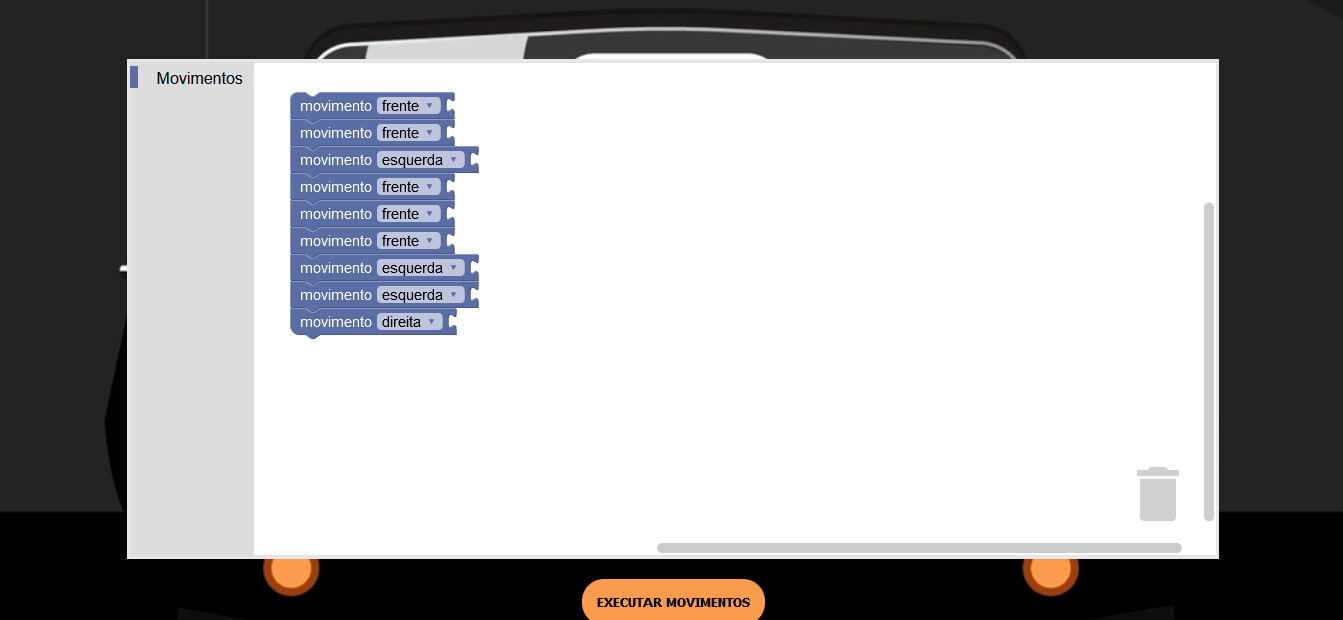 Movimentos
movimento frente
movimento frente
movimento esquerda
movimento frente
movimento frente
movimento frente
movimento esquerda
movimento esquerda
movimento direita
EXECUTAR MOVIMENTOS